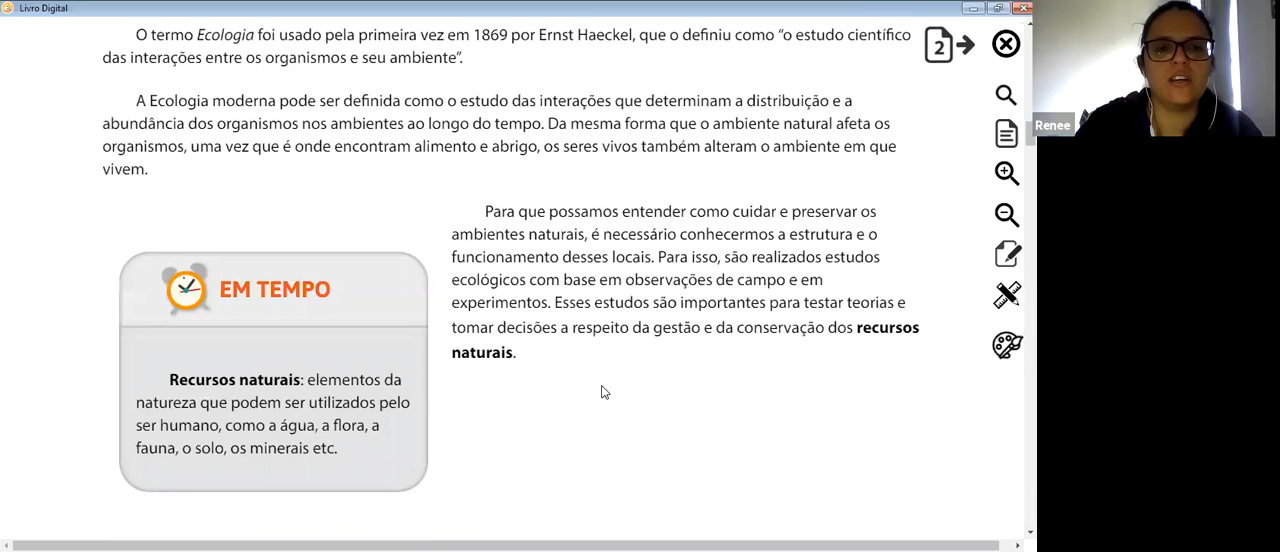 Livro Digital
O termo Ecologia foi usado pela primeira vez em 1869 por Ernst Haeckel, que o definiu como “o estudo científico
das interações entre os organismos e seu ambiente”.
A Ecologia moderna pode ser definida como o estudo das interações que determinam a distribuição e a
abundância dos organismos nos ambientes ao longo do tempo. Da mesma forma que o ambiente natural afeta os
organismos, uma vez que é onde encontram alimento e abrigo, os seres vivos também alteram o ambiente em que
vivem.
Para que possamos entender como cuidar e preservar os
ambientes naturais, é necessário conhecermos a estrutura e o
funcionamento desses locais. Para isso, são realizados estudos
ecológicos com base em observações de campo e em
experimentos. Esses estudos são importantes para testar teorias e
tomar decisões a respeito da gestão e da conservação dos recursos
naturais.
EM TEMPO
Recursos naturais: elementos da
natureza que podem ser utilizados pelo
ser humano, como a água, a flora, a
fauna, o solo, os minerais etc.
2
Renee